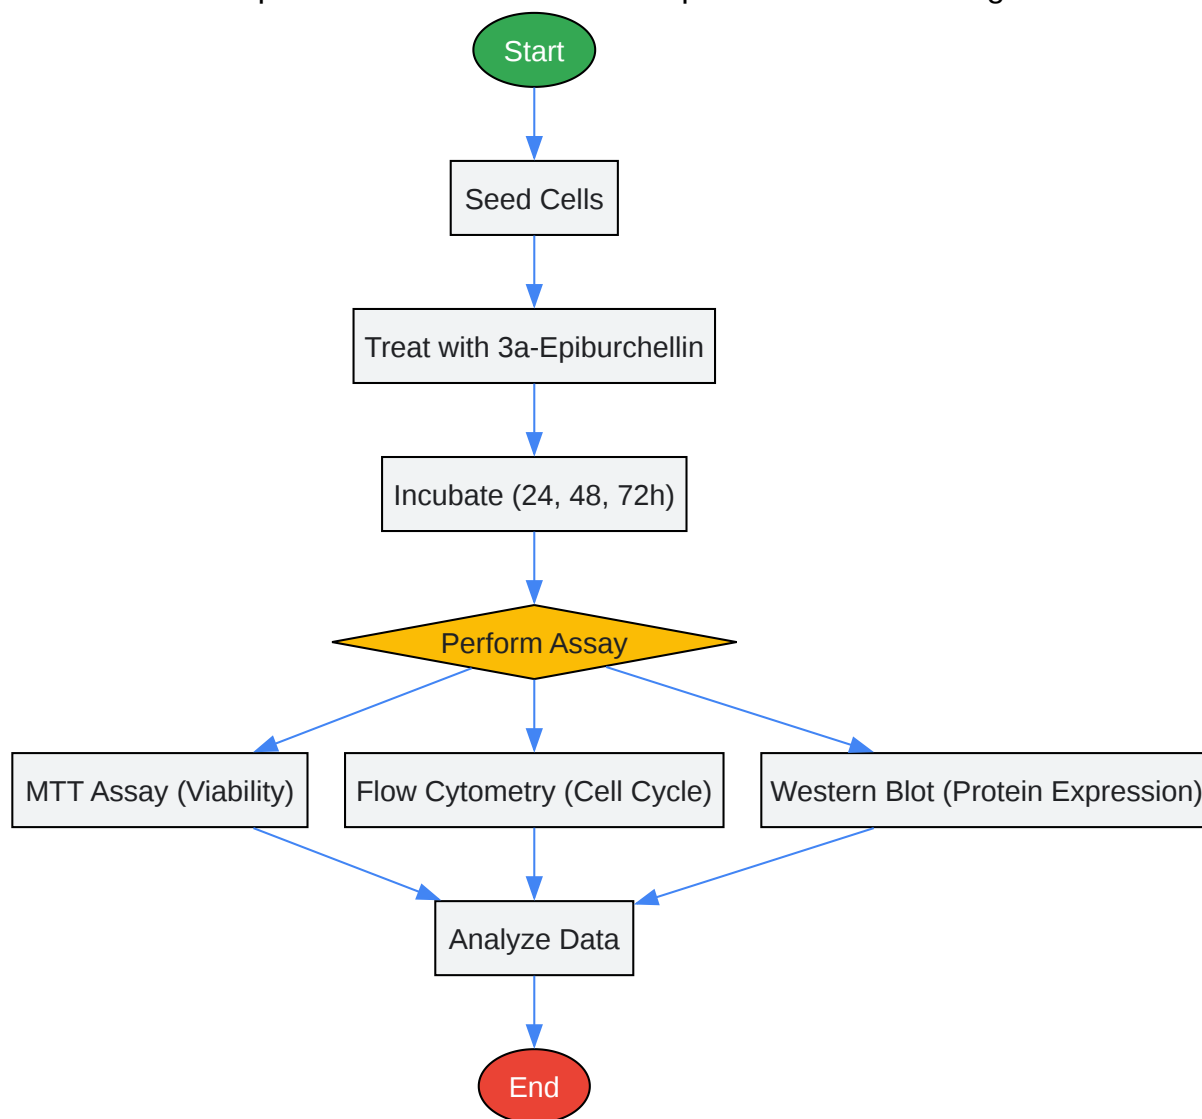 Start
Seed Cells
Treat with 3a-Epiburchellin
Incubate (24, 48, 72h)
Perform Assay
MTT Assay (Viability)
Flow Cytometry (Cell Cycle)
Western Blot (Protein Expression)
Analyze Data
End